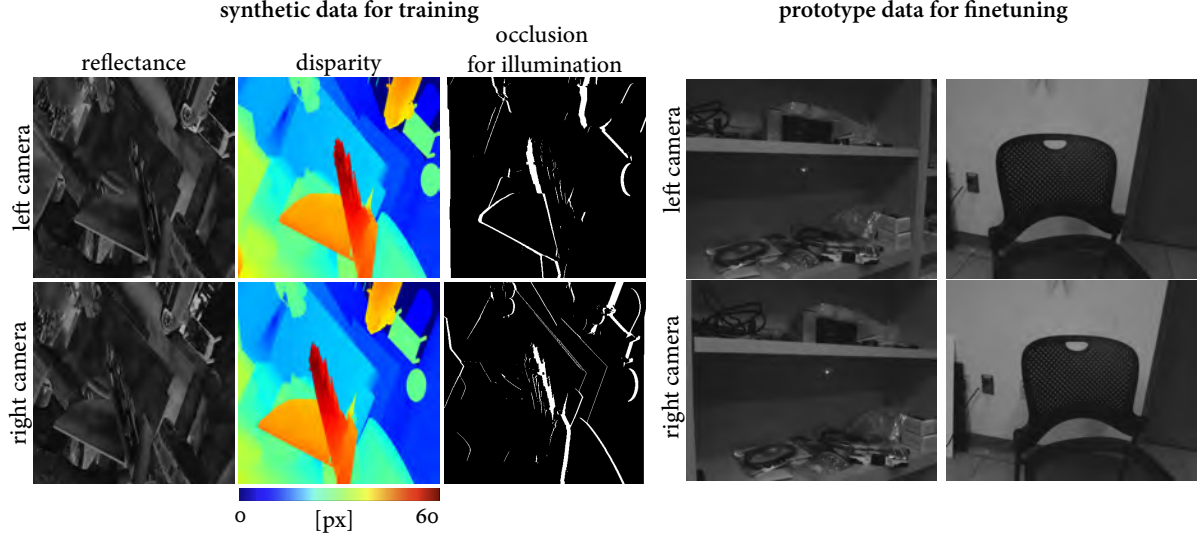 synthetic data for training
prototype data for finetuning
reflectance
disparity
occlusion
for illumination
left camera
right camera
left camera
right camera
0
[px]
60